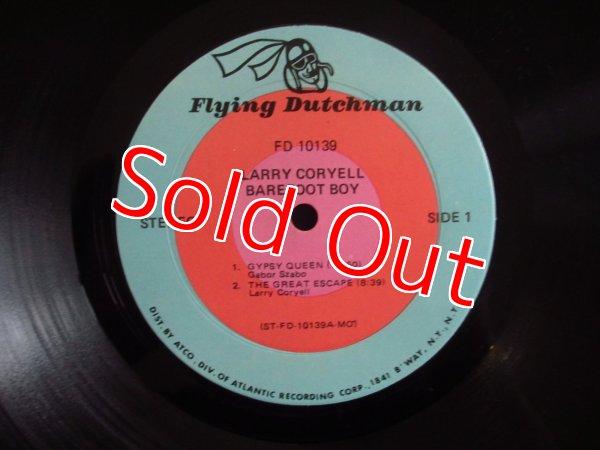 Flying Dutchman
FD 10139
LARRY CORYELL
BAREFOOT BOY
SIDE 1
1. GYPSY QUEEN
Gabor Szabo
2. THE GREAT ESCAPE (8:39)
Larry Coryell
(ST-FD-10139A-MO)
DIST. BY ATCO, DIV. OF ATLANTIC RECORDING CORP., 1841 B'WAY, N.Y., N.Y.
Sold Out